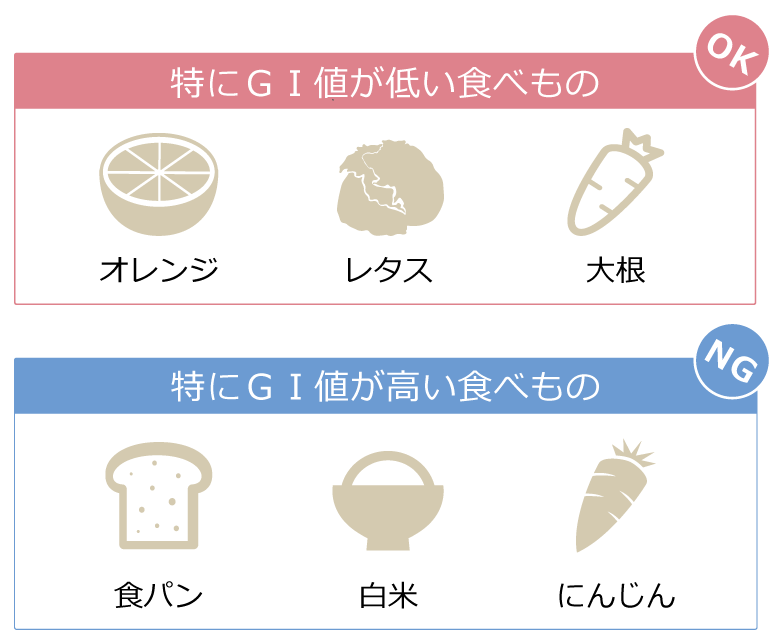 OK
特にＧＩ値が低い食べもの
オレンジ
レタス
大根
NG
特にＧＩ値が高い食べもの
食パン
白米
にんじん